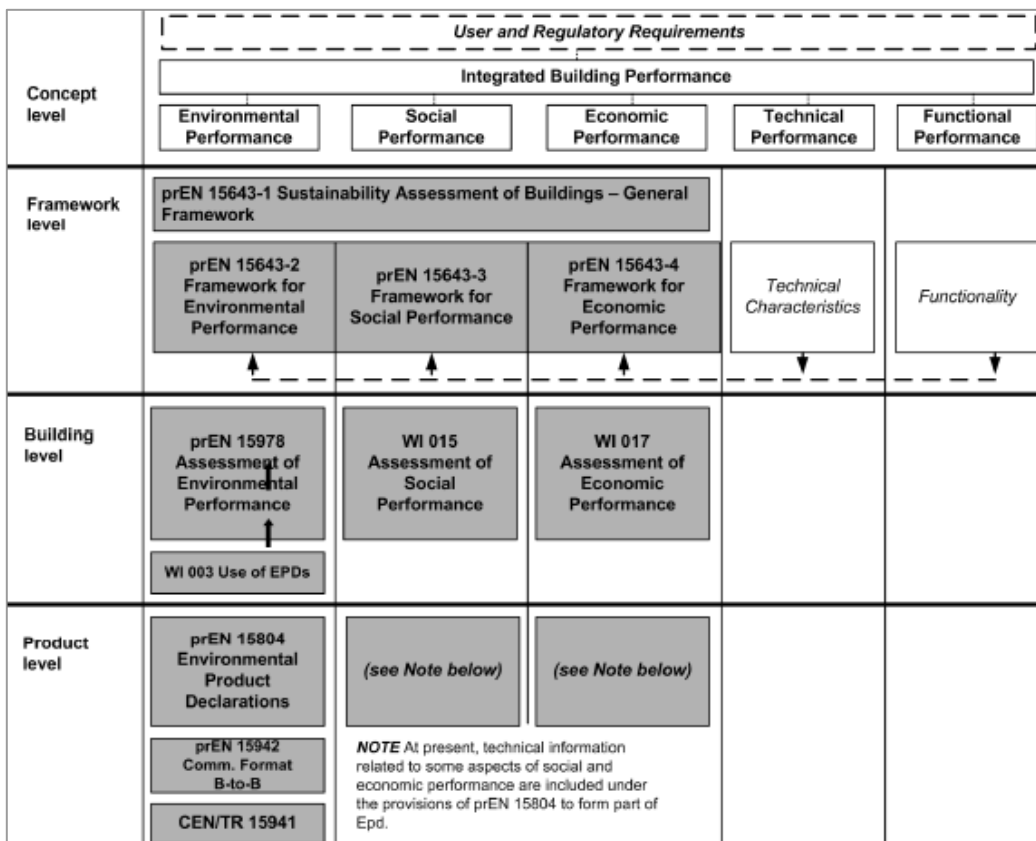 User and Regulatory Requirements
Integrated Building Performance
Concept
level
Environmental
Performance
Social
Performance
Economic
Performance
Technical
Performance
Functional
Performance
Framework
level
prEN 15643-1 Sustainability Assessment of Buildings – General
Framework
prEN 15643-2
Framework for
Environmental
Performance
prEN 15643-3
Framework for
Social Performance
prEN 15643-4
Framework for
Economic
Performance
Technical
Characteristics
Functionality
Building
level
prEN 15978
Assessment of
Environmental
Performance
WI 015
Assessment of
Social
Performance
WI 017
Assessment of
Economic
Performance
WI 003 Use of EPDs
Product
level
prEN 15804
Environmental
Product
Declarations
(see Note below)
(see Note below)
prEN 15942
Comm. Format
B-to-B
CEN/TR 15941
NOTE At present, technical information
related to some aspects of social and
economic performance are included under
the provisions of prEN 15804 to form part of
Epd.